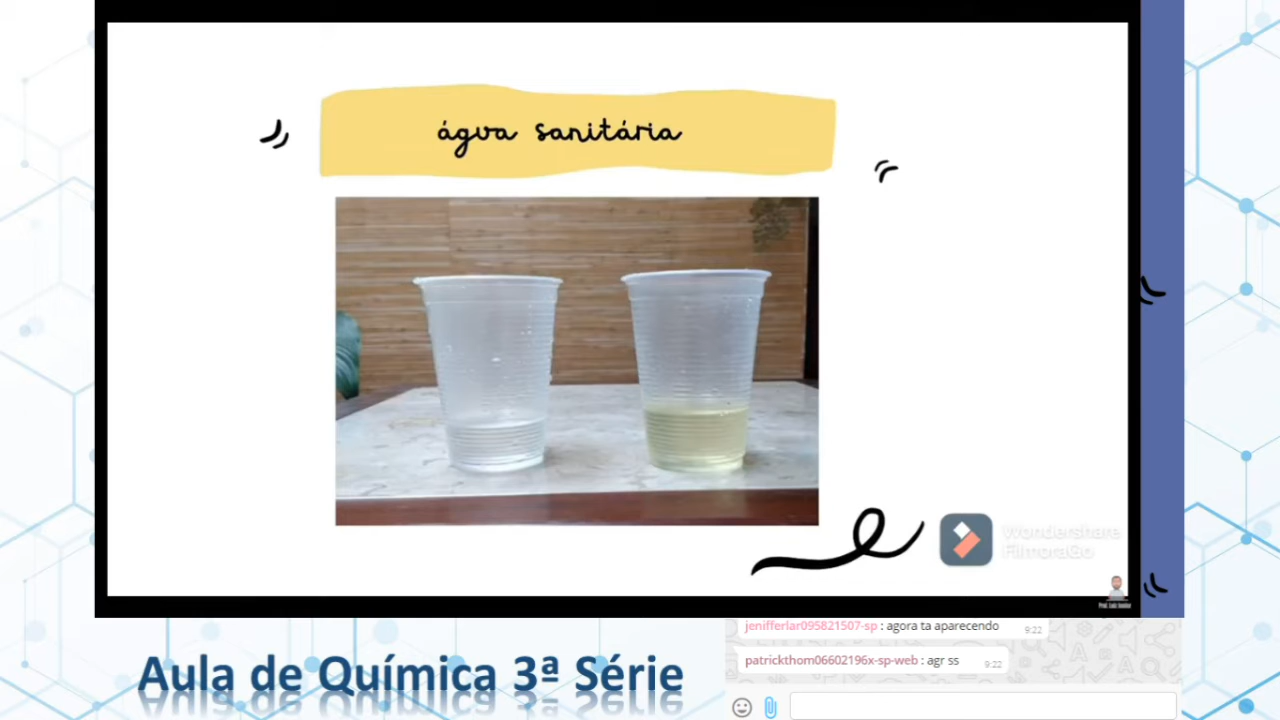 água sanitária
Wondershare
FilmoraGo
jenifferlar095821507-sp : agora ta aparecendo 9:22
patrickthom06602196x-sp-web : agr ss 9:22
Aula de Química 3ª Série